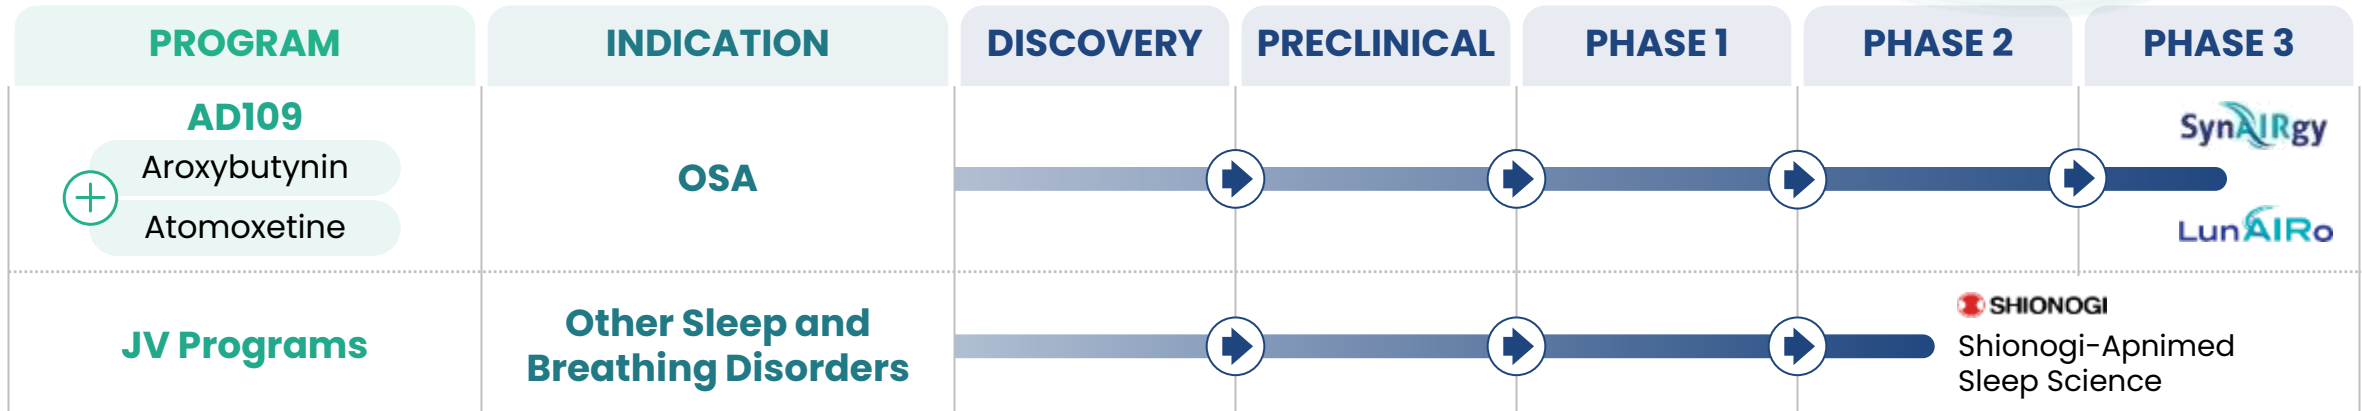 PROGRAM
INDICATION
DISCOVERY
PRECLINICAL
PHASE 1
PHASE 2
PHASE 3
AD109
Aroxybutynin
+
Atomoxetine
OSA
SynAIRgy
LunAIRo
JV Programs
Other Sleep and
Breathing Disorders
SHIONOGI
Shionogi-Apnimed
Sleep Science